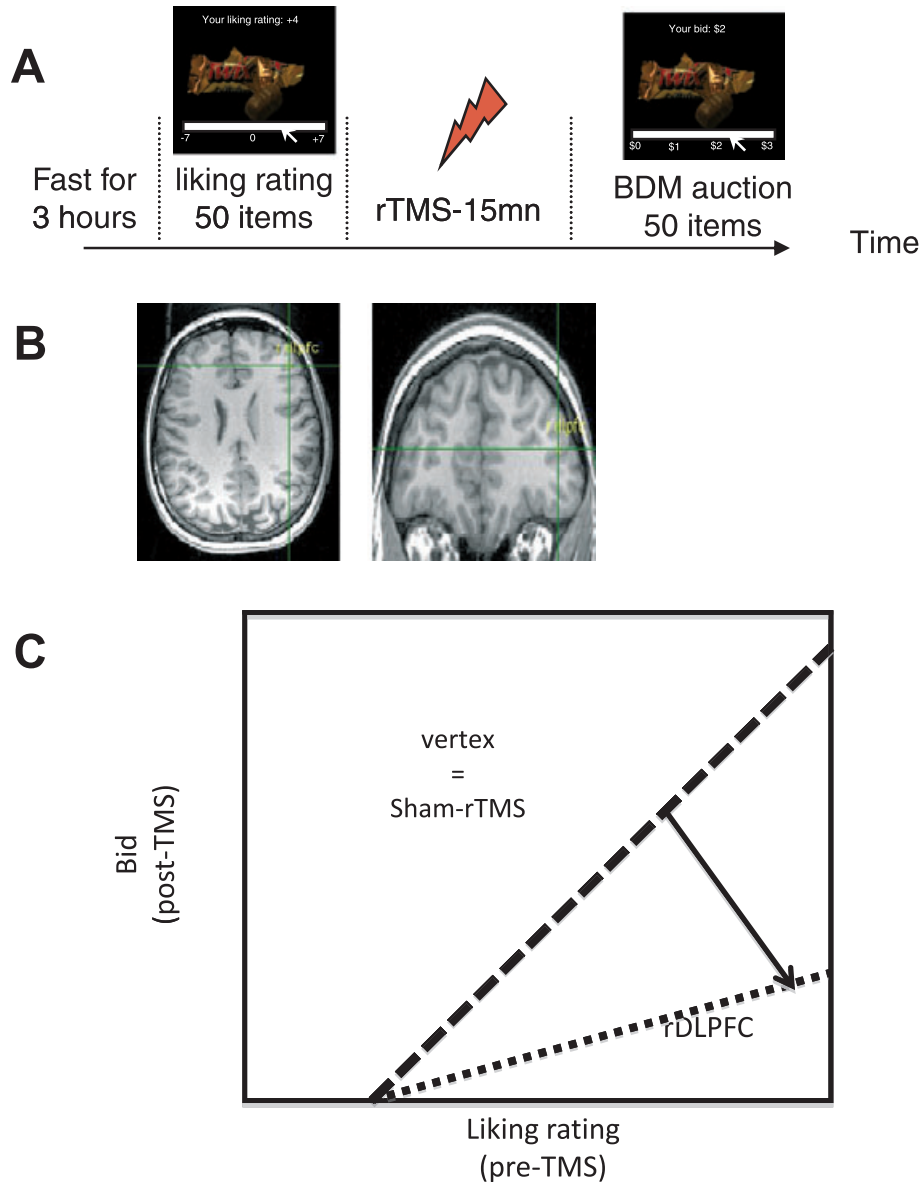 A
Your liking rating: +4
TWIX
-7 0 +7
Your bid: $2
$0 $1 $2 $3
Fast for
3 hours
liking rating
50 items
rTMS-15mn
BDM auction
50 items
Time
B
C
vertex
=
Sham-rTMS
rDLPFC
Bid
(post-TMS)
Liking rating
(pre-TMS)